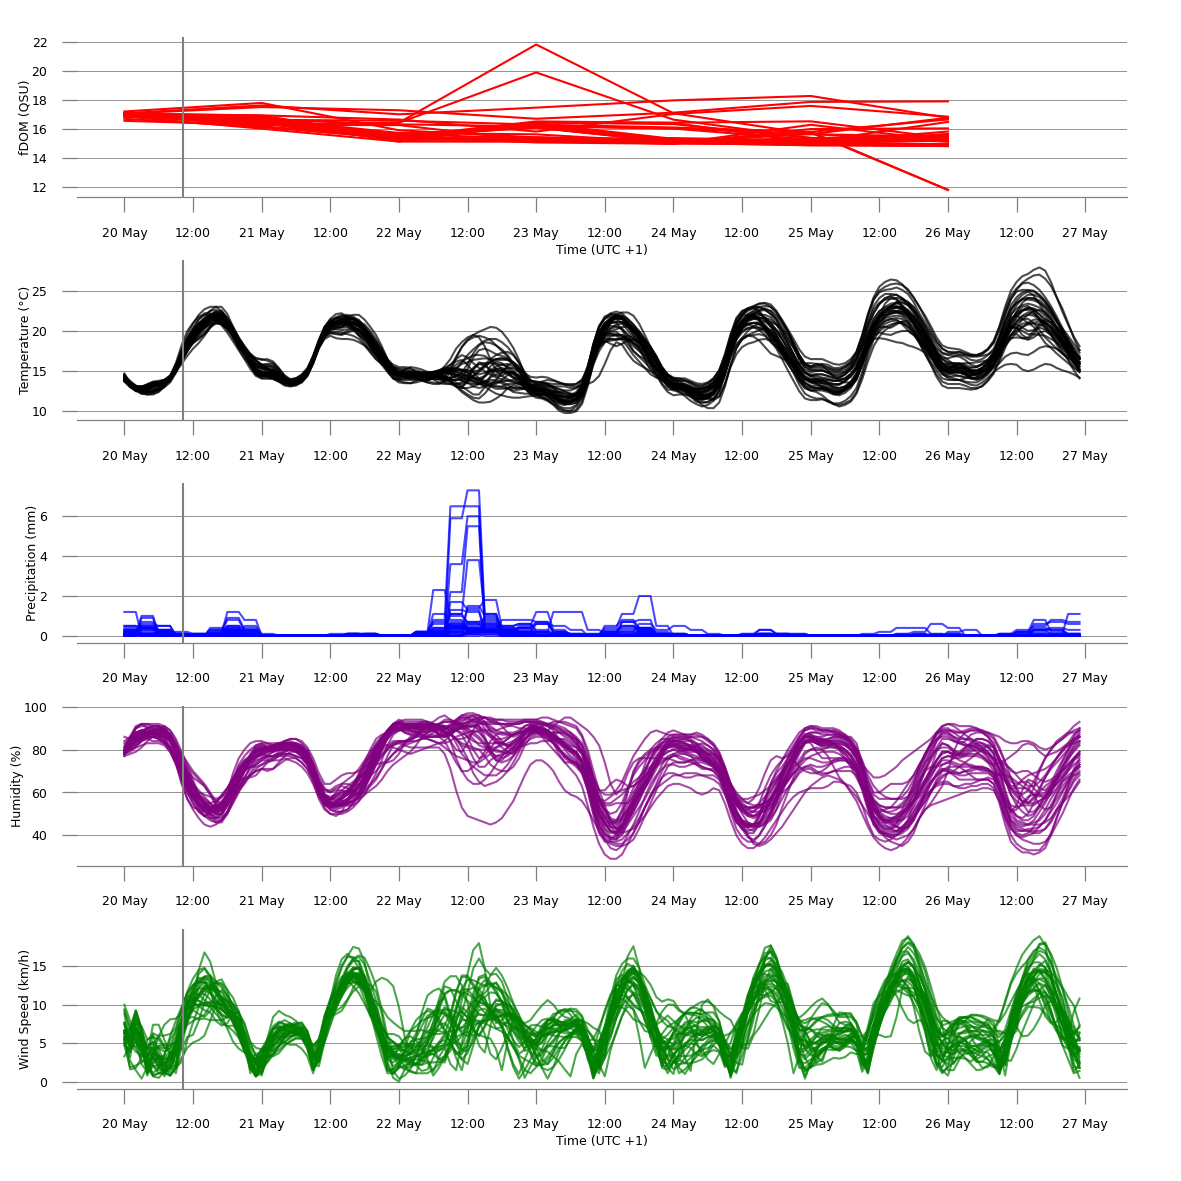 fDOM (QSU)
22
20
18
16
14
12
20 May 12:00 21 May 12:00 22 May 12:00 23 May 12:00 24 May 12:00 25 May 12:00 26 May 12:00 27 May
Time (UTC +1)
Temperature (°C)
25
20
15
10
20 May 12:00 21 May 12:00 22 May 12:00 23 May 12:00 24 May 12:00 25 May 12:00 26 May 12:00 27 May
Precipitation (mm)
6
4
2
0
20 May 12:00 21 May 12:00 22 May 12:00 23 May 12:00 24 May 12:00 25 May 12:00 26 May 12:00 27 May
Humidity (%)
100
80
60
40
20 May 12:00 21 May 12:00 22 May 12:00 23 May 12:00 24 May 12:00 25 May 12:00 26 May 12:00 27 May
Wind Speed (km/h)
15
10
5
0
20 May 12:00 21 May 12:00 22 May 12:00 23 May 12:00 24 May 12:00 25 May 12:00 26 May 12:00 27 May
Time (UTC +1)